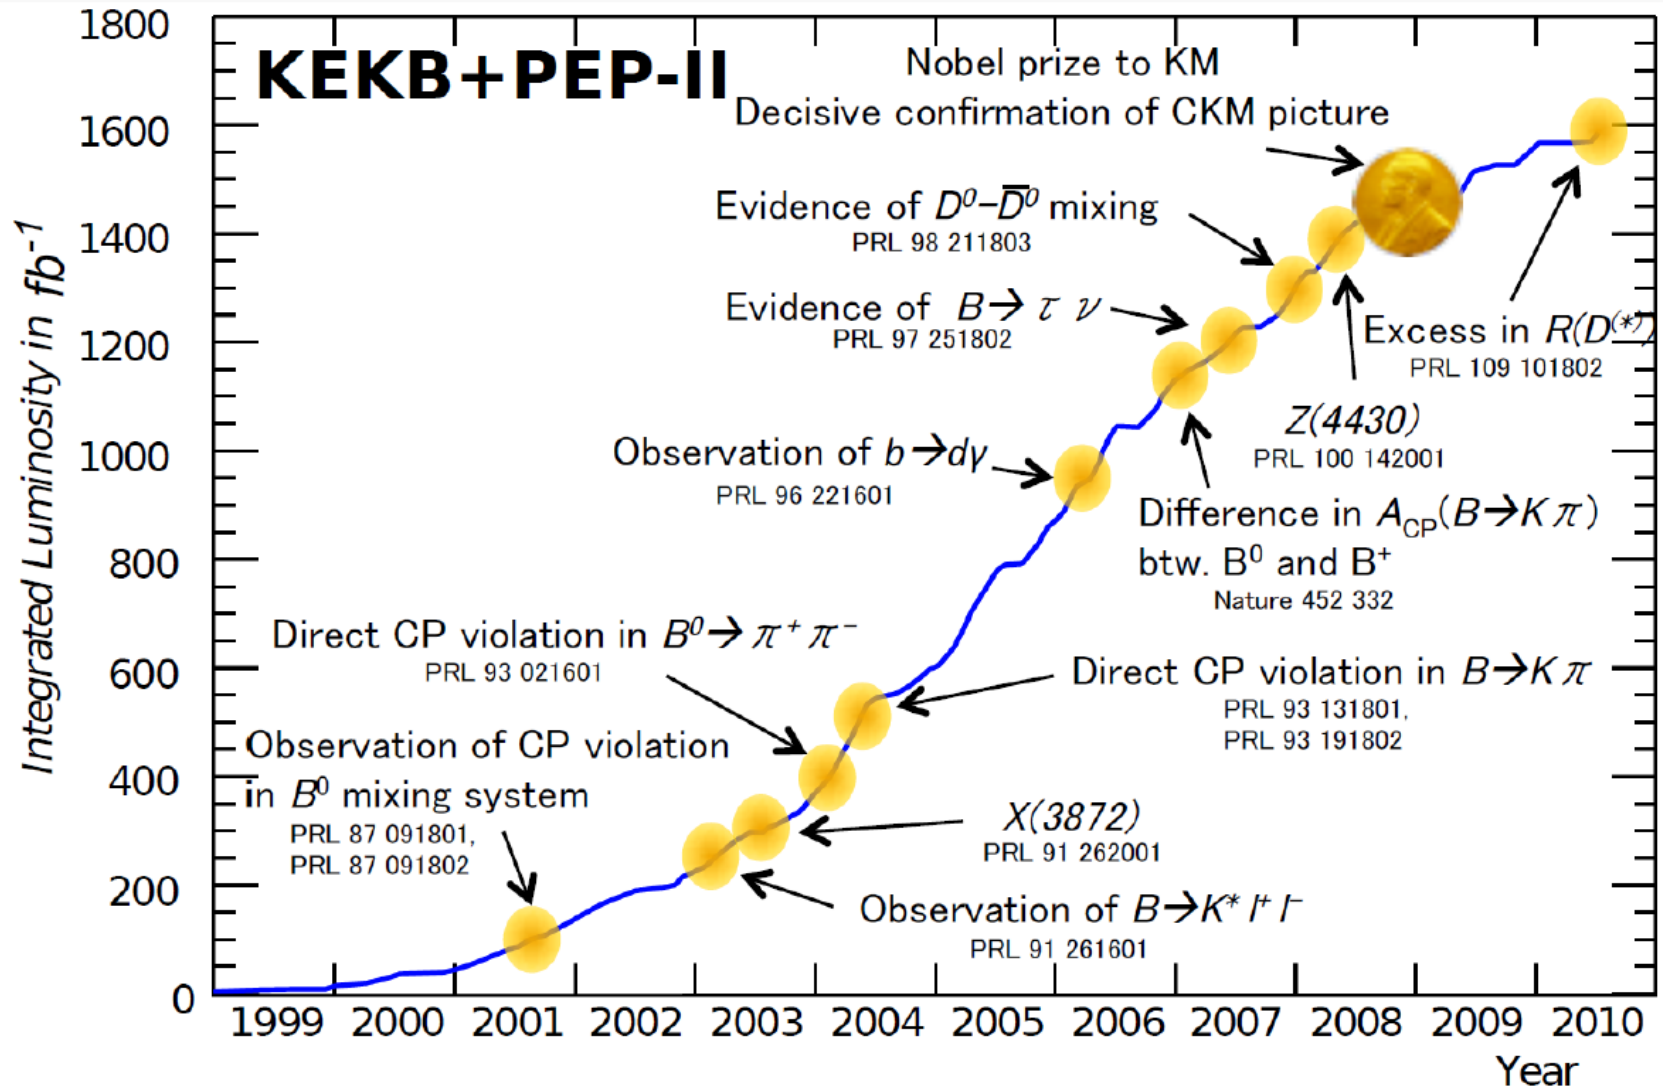 KEKB+PEP-II
Nobel prize to KM
Decisive confirmation of CKM picture
Evidence of D⁰–D̅⁰ mixing
PRL 98 211803
Evidence of B→ τ ν
PRL 97 251802
Excess in R(D(*))
PRL 109 101802
Z(4430)
PRL 100 142001
Observation of b→dγ
PRL 96 221601
Difference in A_CP(B→Kπ)
btw. B⁰ and B⁺
Nature 452 332
Direct CP violation in B⁰→π⁺π⁻
PRL 93 021601
Direct CP violation in B→Kπ
PRL 93 131801,
PRL 93 191802
Observation of CP violation
in B⁰ mixing system
PRL 87 091801,
PRL 87 091802
X(3872)
PRL 91 262001
Observation of B→K* l⁺ l⁻
PRL 91 261601
Integrated Luminosity in fb⁻¹
1800
1600
1400
1200
1000
800
600
400
200
0
1999 2000 2001 2002 2003 2004 2005 2006 2007 2008 2009 2010
Year